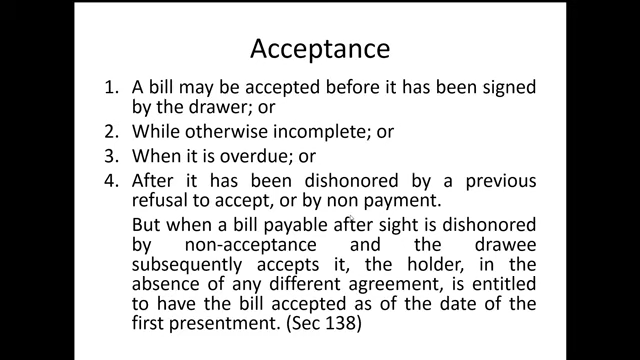 Acceptance
1. A bill may be accepted before it has been signed
by the drawer; or
2. While otherwise incomplete; or
3. When it is overdue; or
4. After it has been dishonored by a previous
refusal to accept, or by non payment.
But when a bill payable after sight is dishonored
by non-acceptance and the drawee
subsequently accepts it, the holder, in the
absence of any different agreement, is entitled
to have the bill accepted as of the date of the
first presentment. (Sec 138)